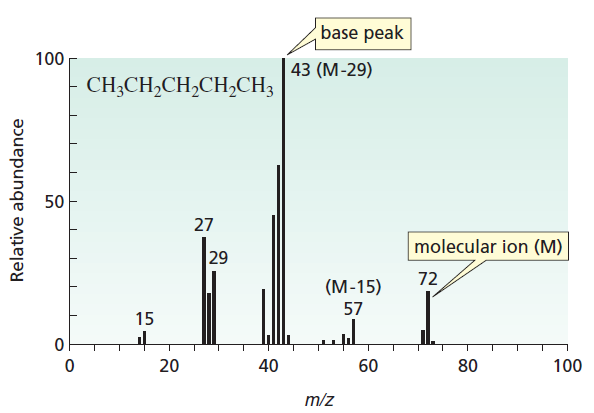 base peak
100
43 (M-29)
CH₃CH₂CH₂CH₂CH₃
Relative abundance
50
27
29
molecular ion (M)
(M-15)
57
72
15
0
0
20
40
60
80
100
m/z